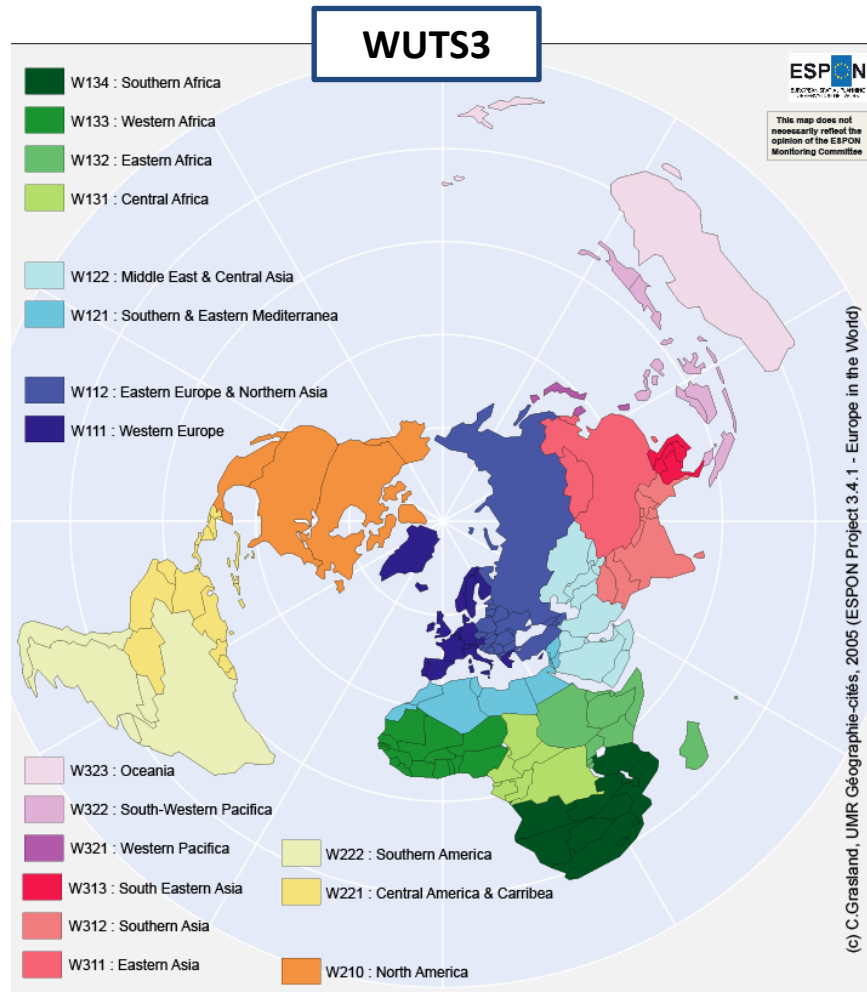 WUTS3
ESPON
This map does not
necessarily reflect the
opinion of the ESPON
Monitoring Committee
W134 : Southern Africa
W133 : Western Africa
W132 : Eastern Africa
W131 : Central Africa
W122 : Middle East & Central Asia
W121 : Southern & Eastern Mediterranea
W112 : Eastern Europe & Northern Asia
W111 : Western Europe
W323 : Oceania
W322 : South-Western Pacifica
W321 : Western Pacifica
W313 : South Eastern Asia
W312 : Southern Asia
W311 : Eastern Asia
W222 : Southern America
W221 : Central America & Carribea
W210 : North America
(c) C.Grasland, UMR Géographie-cités, 2005 (ESPON Project 3.4.1 - Europe in the World)